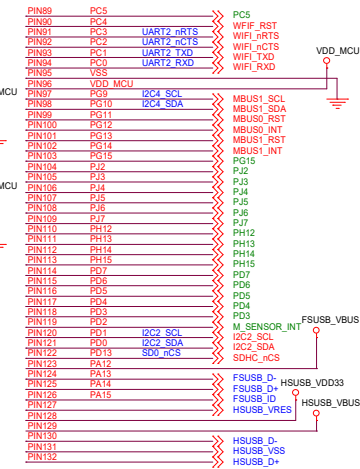 PIN89 PC5 PC5
PIN90 PC4 WFIF_RST
PIN91 PC3 UART2_nRTS WIFI_nRTS
PIN92 PC2 UART2_nCTS WIFI_nCTS
PIN93 PC1 UART2_TXD WIFI_TXD
PIN94 PC0 UART2_RXD WIFI_RXD
VDD_MCU
PIN95 VSS
PIN96 VDD_MCU
MCU
PIN97 PG9 I2C4_SCL MBUS1_SCL
PIN98 PG10 I2C4_SDA MBUS1_SDA
PIN99 PG11 MBUS0_RST
PIN100 PG12 MBUS0_INT
PIN101 PG13 MBUS1_RST
PIN102 PG14 MBUS1_INT
PIN103 PG15 PG15
PIN104 PJ2 PJ2
PIN105 PJ3 PJ3
MCU
PIN106 PJ4 PJ4
PIN107 PJ5 PJ5
PIN108 PJ6 PJ6
PIN109 PJ7 PJ7
PIN110 PH12 PH12
PIN111 PH13 PH13
PIN112 PH14 PH14
PIN113 PH15 PH15
PIN114 PD7 PD7
PIN115 PD6 PD6
PIN116 PD5 PD5
PIN117 PD4 PD4
PIN118 PD3 PD3
PIN119 PD2 M_SENSOR_INT
FSUSB_VBUS
PIN120 PD1 I2C2_SCL I2C2_SCL
PIN121 PD0 I2C2_SDA I2C2_SDA
PIN122 PD13 SD0_nCS SDHC_nCS
PIN123 PA12
PIN124 PA13 FSUSB_D-
PIN125 PA14 FSUSB_D+
HSUSB_VDD33
PIN126 PA15 FSUSB_ID
PIN127 HSUSB_VRES
HSUSB_VBUS
PIN128
PIN129
PIN130 HSUSB_D-
PIN131 HSUSB_VSS
PIN132 HSUSB_D+